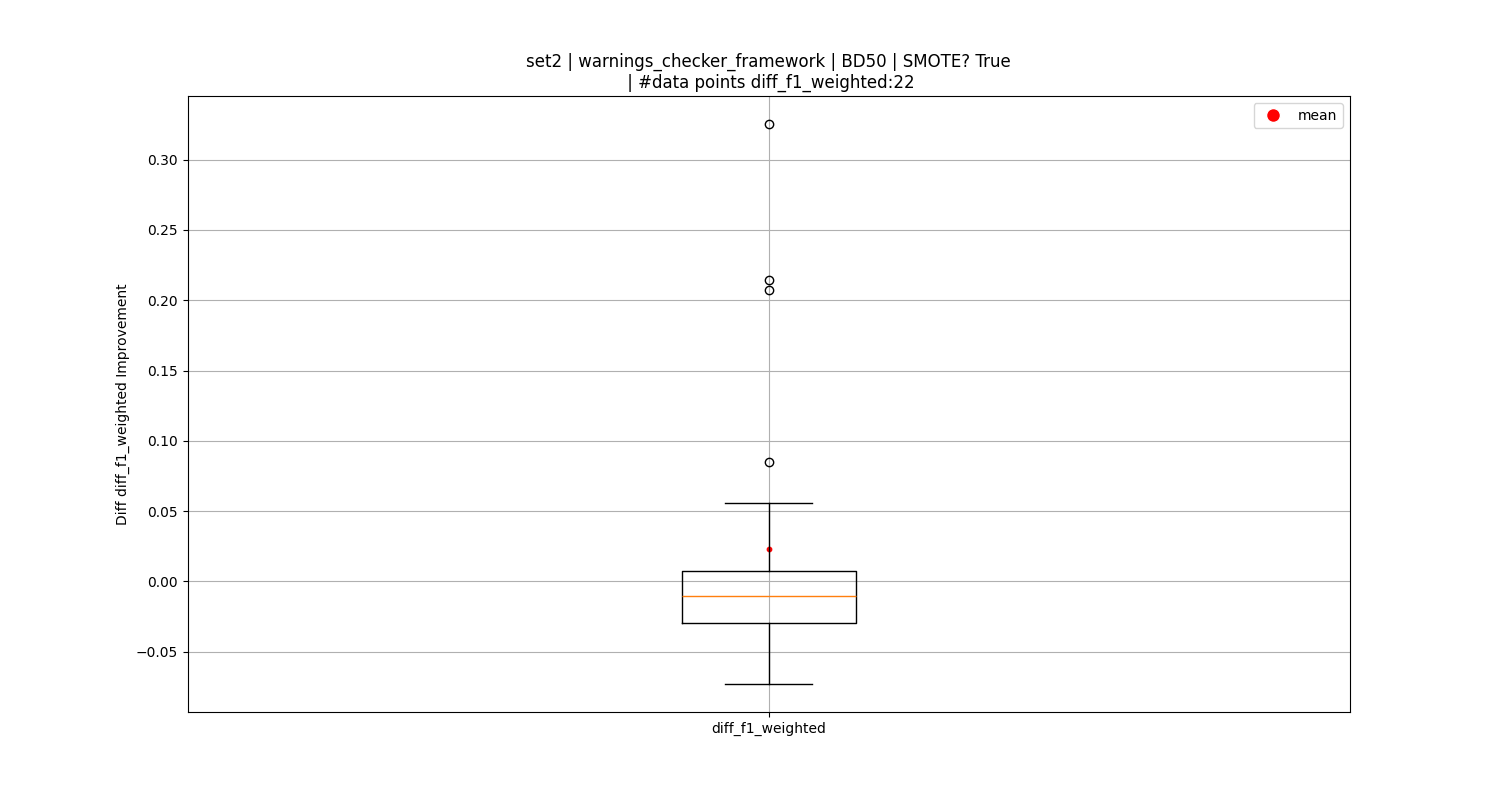 set2 | warnings_checker_framework | BD50 | SMOTE? True
| #data points diff_f1_weighted:22
mean
0.30
0.25
0.20
0.15
0.10
0.05
0.00
−0.05
Diff diff_f1_weighted Improvement
diff_f1_weighted